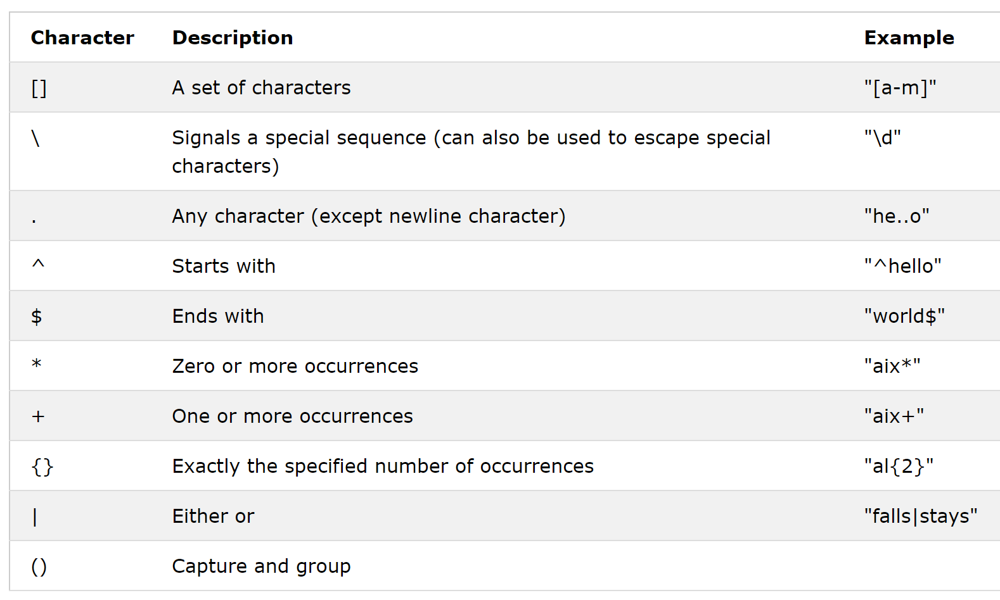 Character Description Example
[] A set of characters "[a-m]"
\ Signals a special sequence (can also be used to escape special "\d"
characters)
. Any character (except newline character) "he..o"
^ Starts with "^hello"
$ Ends with "world$"
* Zero or more occurrences "aix*"
+ One or more occurrences "aix+"
{} Exactly the specified number of occurrences "al{2}"
| Either or "falls|stays"
() Capture and group